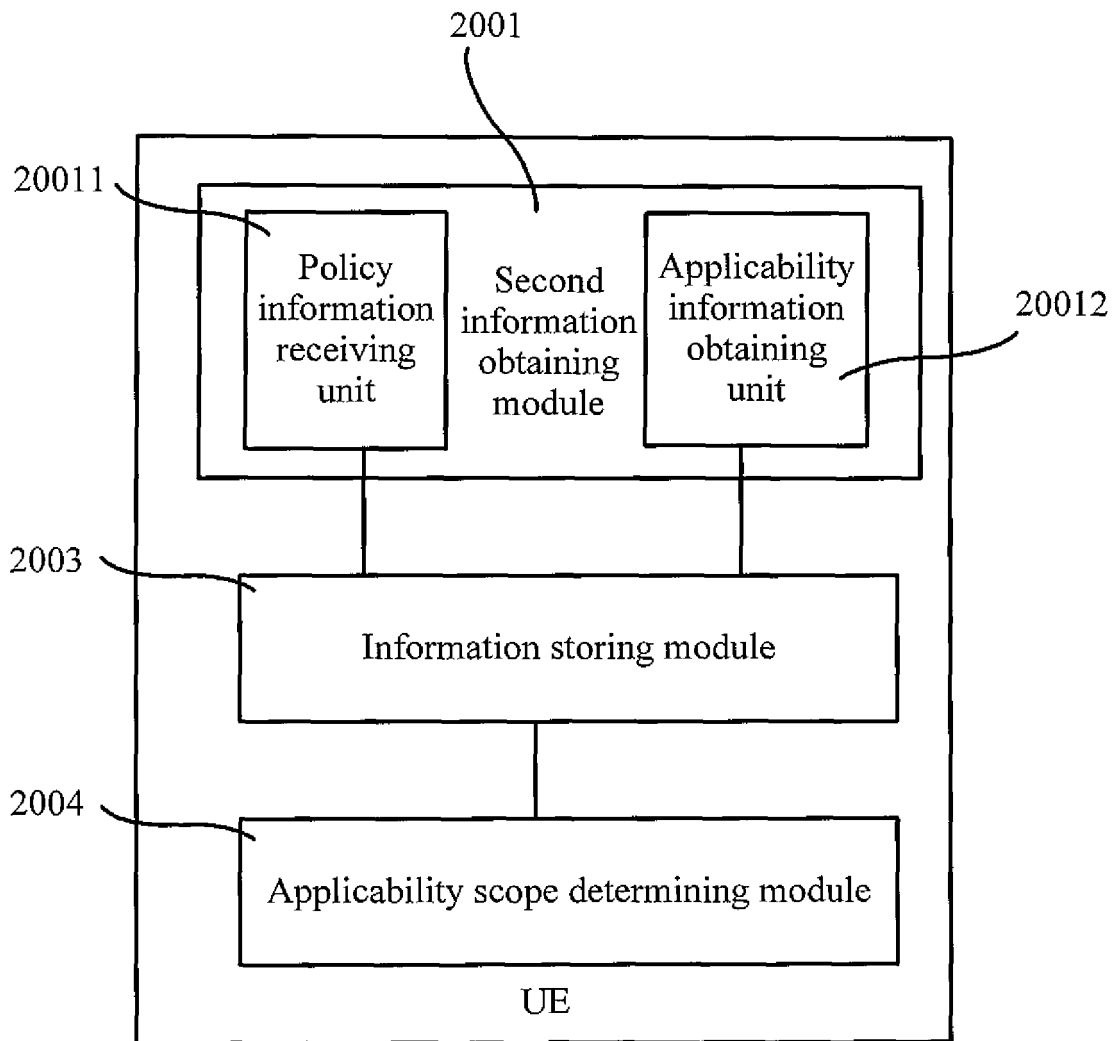 2001
20011
Policy
information
receiving
unit
Second
information
obtaining
module
Applicability
information
obtaining
unit
20012
2003
Information storing module
2004
Applicability scope determining module
UE